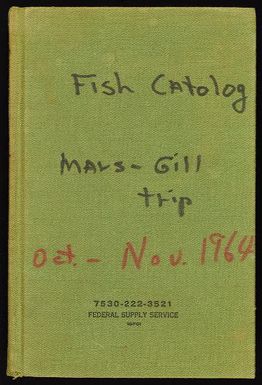 Fish Catolog
Mars-Gill
trip
Oct. - Nov. 1964
7530-222-3521
FEDERAL SUPPLY SERVICE